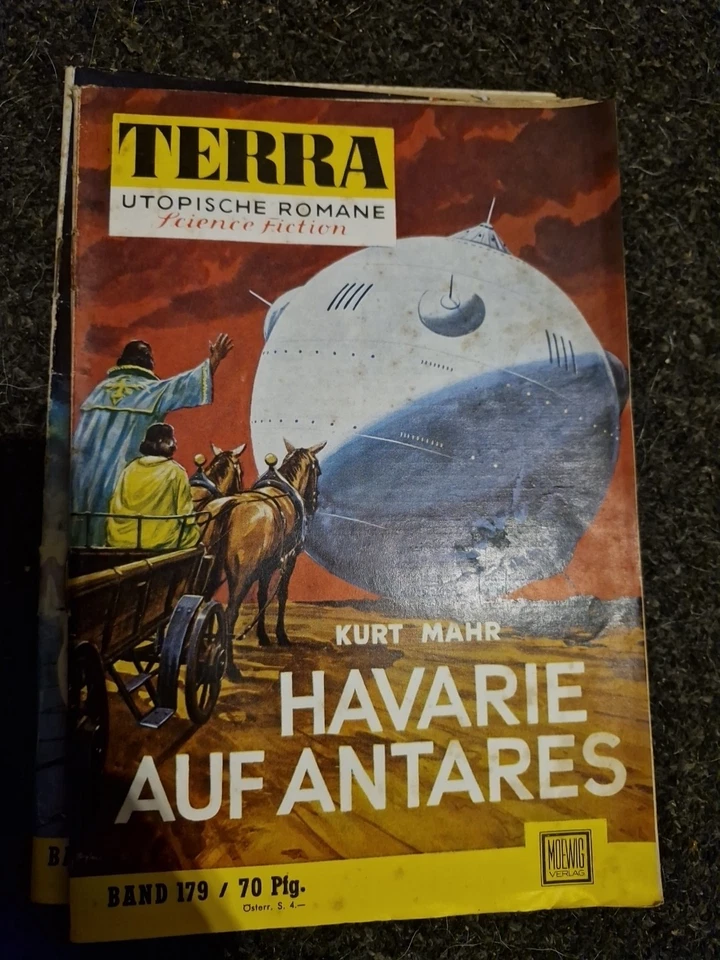 TERRA
UTOPISCHE ROMANE
Science Fiction
KURT MAHR
HAVARIE
AUF ANTARES
MOEWIG
VERLAG
BAND 179 / 70 Pfg.
Österr. S. 4.—